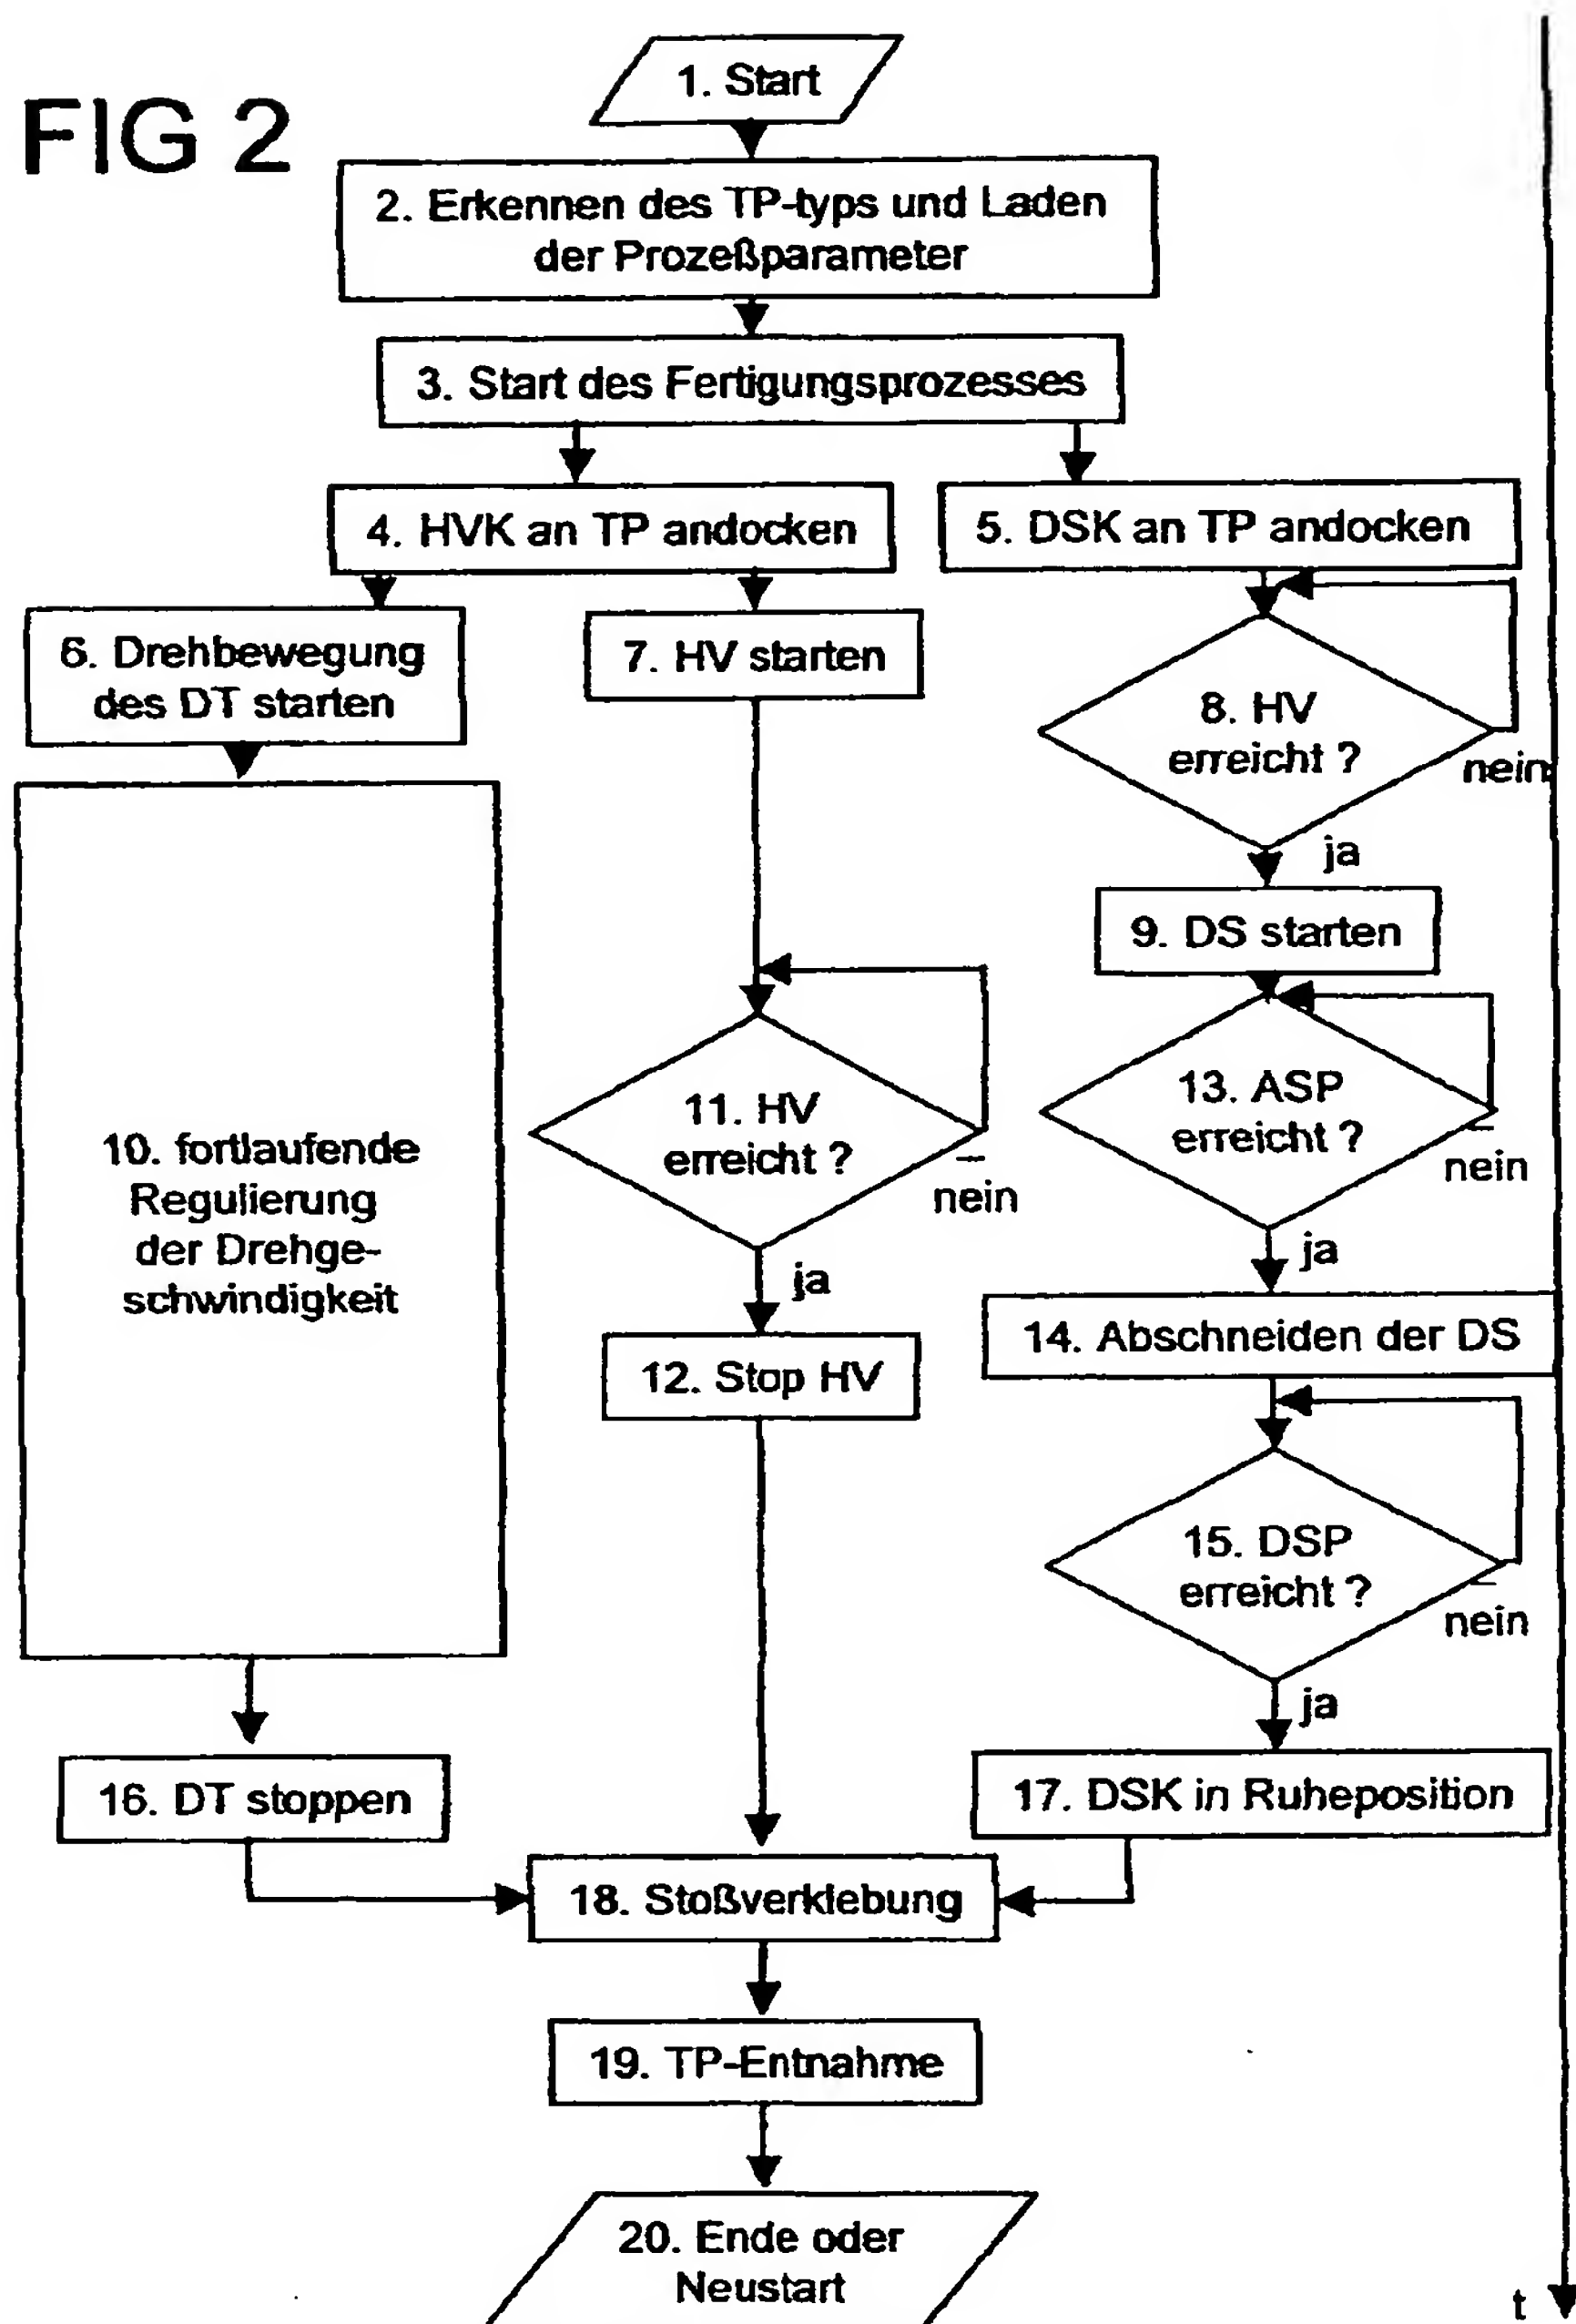 FIG 2
1. Start
2. Erkennen des TP-typs und Laden
der Prozeßparameter
3. Start des Fertigungsprozesses
4. HVK an TP andocken
5. DSK an TP andocken
6. Drehbewegung
des DT starten
7. HV starten
8. HV
erreicht ?
nein
ja
9. DS starten
10. fortlaufende
Regulierung
der Drehge-
schwindigkeit
11. HV
erreicht ?
nein
ja
12. Stop HV
13. ASP
erreicht ?
nein
ja
14. Abschneiden der DS
15. DSP
erreicht ?
nein
ja
16. DT stoppen
17. DSK in Ruheposition
18. Stoßverklebung
19. TP-Entnahme
20. Ende oder
Neustart
t